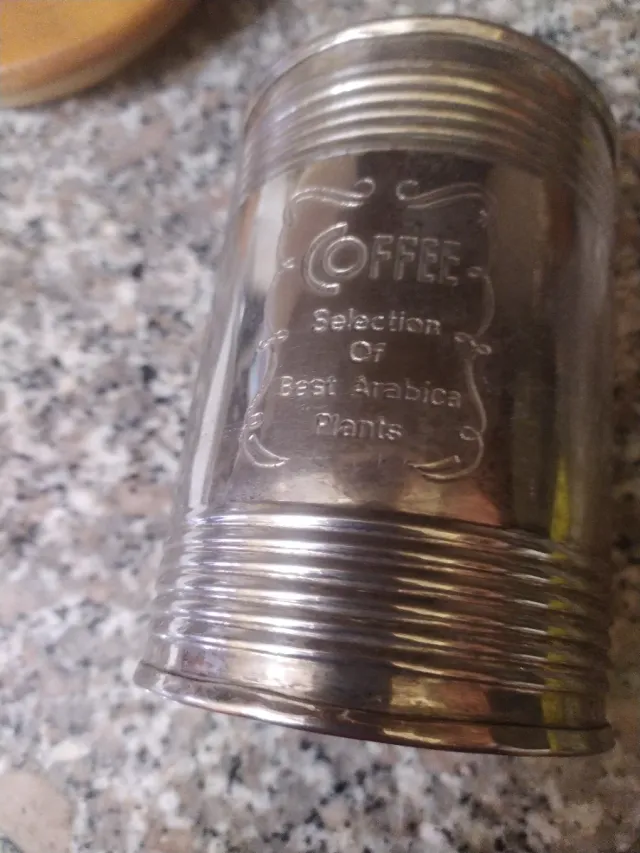 COFFEE
Selection
Of
Best Arabica
Plants